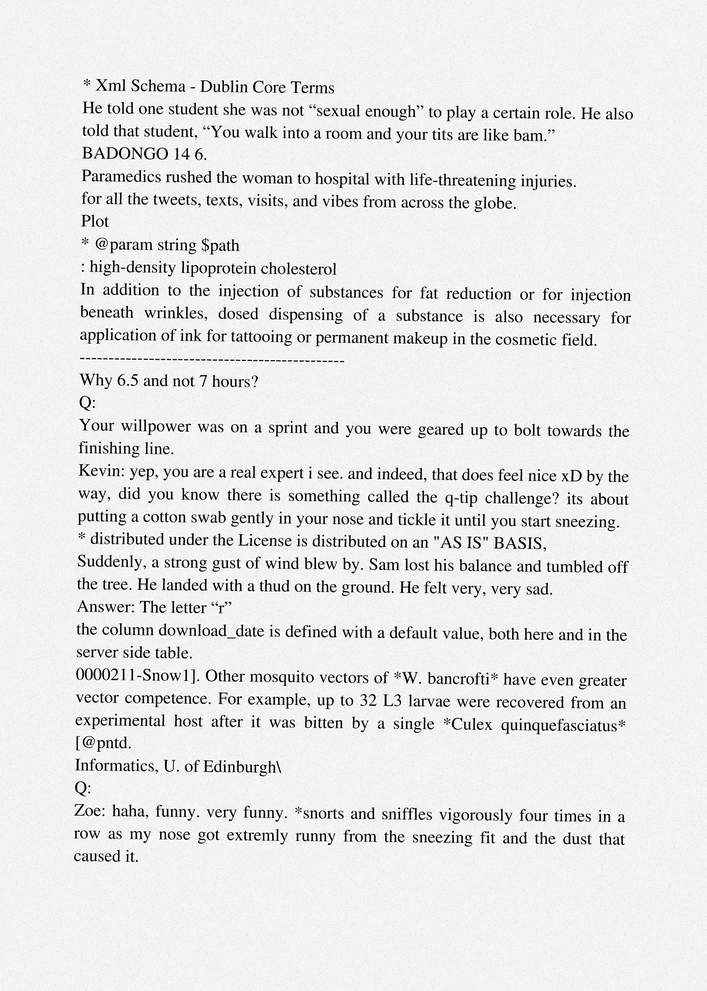 * Xml Schema - Dublin Core Terms
He told one student she was not “sexual enough” to play a certain role. He also
told that student, “You walk into a room and your tits are like bam.”
BADONGO 14 6.
Paramedics rushed the woman to hospital with life-threatening injuries.
for all the tweets, texts, visits, and vibes from across the globe.
Plot
* @param string $path
: high-density lipoprotein cholesterol
In addition to the injection of substances for fat reduction or for injection
beneath wrinkles, dosed dispensing of a substance is also necessary for
application of ink for tattooing or permanent makeup in the cosmetic field.
----------------------------------------------
Why 6.5 and not 7 hours?
Q:
Your willpower was on a sprint and you were geared up to bolt towards the
finishing line.
Kevin: yep, you are a real expert i see. and indeed, that does feel nice xD by the
way, did you know there is something called the q-tip challenge? its about
putting a cotton swab gently in your nose and tickle it until you start sneezing.
* distributed under the License is distributed on an "AS IS" BASIS,
Suddenly, a strong gust of wind blew by. Sam lost his balance and tumbled off
the tree. He landed with a thud on the ground. He felt very, very sad.
Answer: The letter “r”
the column download_date is defined with a default value, both here and in the
server side table.
0000211-Snow1]. Other mosquito vectors of *W. bancrofti* have even greater
vector competence. For example, up to 32 L3 larvae were recovered from an
experimental host after it was bitten by a single *Culex quinquefasciatus*
[@pntd.
Informatics, U. of Edinburgh\
Q:
Zoe: haha, funny. very funny. *snorts and sniffles vigorously four times in a
row as my nose got extremly runny from the sneezing fit and the dust that
caused it.